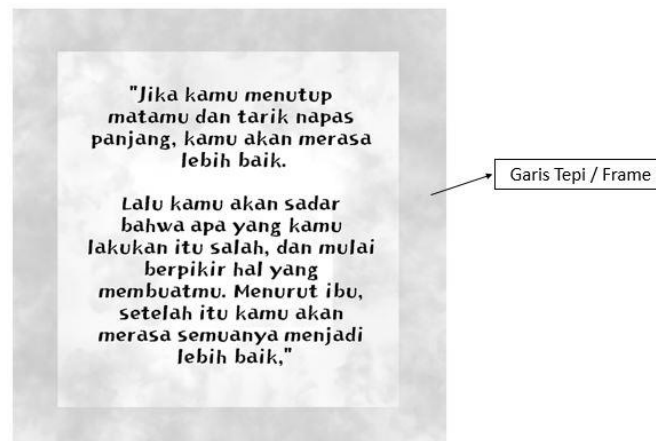 "Jika kamu menutup
matamu dan tarik napas
panjang, kamu akan merasa
lebih baik.
Lalu kamu akan sadar
bahwa apa yang kamu
lakukan itu salah, dan mulai
berpikir hal yang
membuatmu. Menurut ibu,
setelah itu kamu akan
merasa semuanya menjadi
lebih baik,"
Garis Tepi / Frame